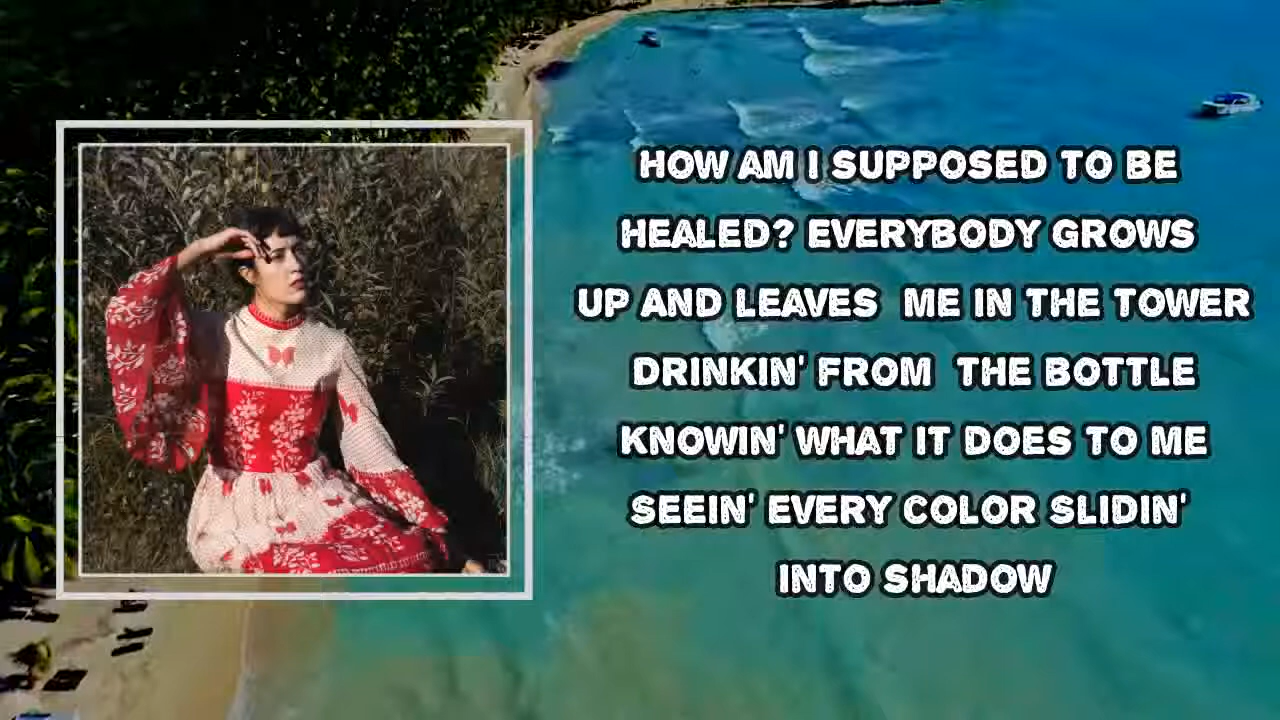 HOW AM I SUPPOSED TO BE
HEALED? EVERYBODY GROWS
UP AND LEAVES  ME IN THE TOWER
DRINKIN' FROM  THE BOTTLE
KNOWIN' WHAT IT DOES TO ME
SEEIN' EVERY COLOR SLIDIN'
INTO SHADOW